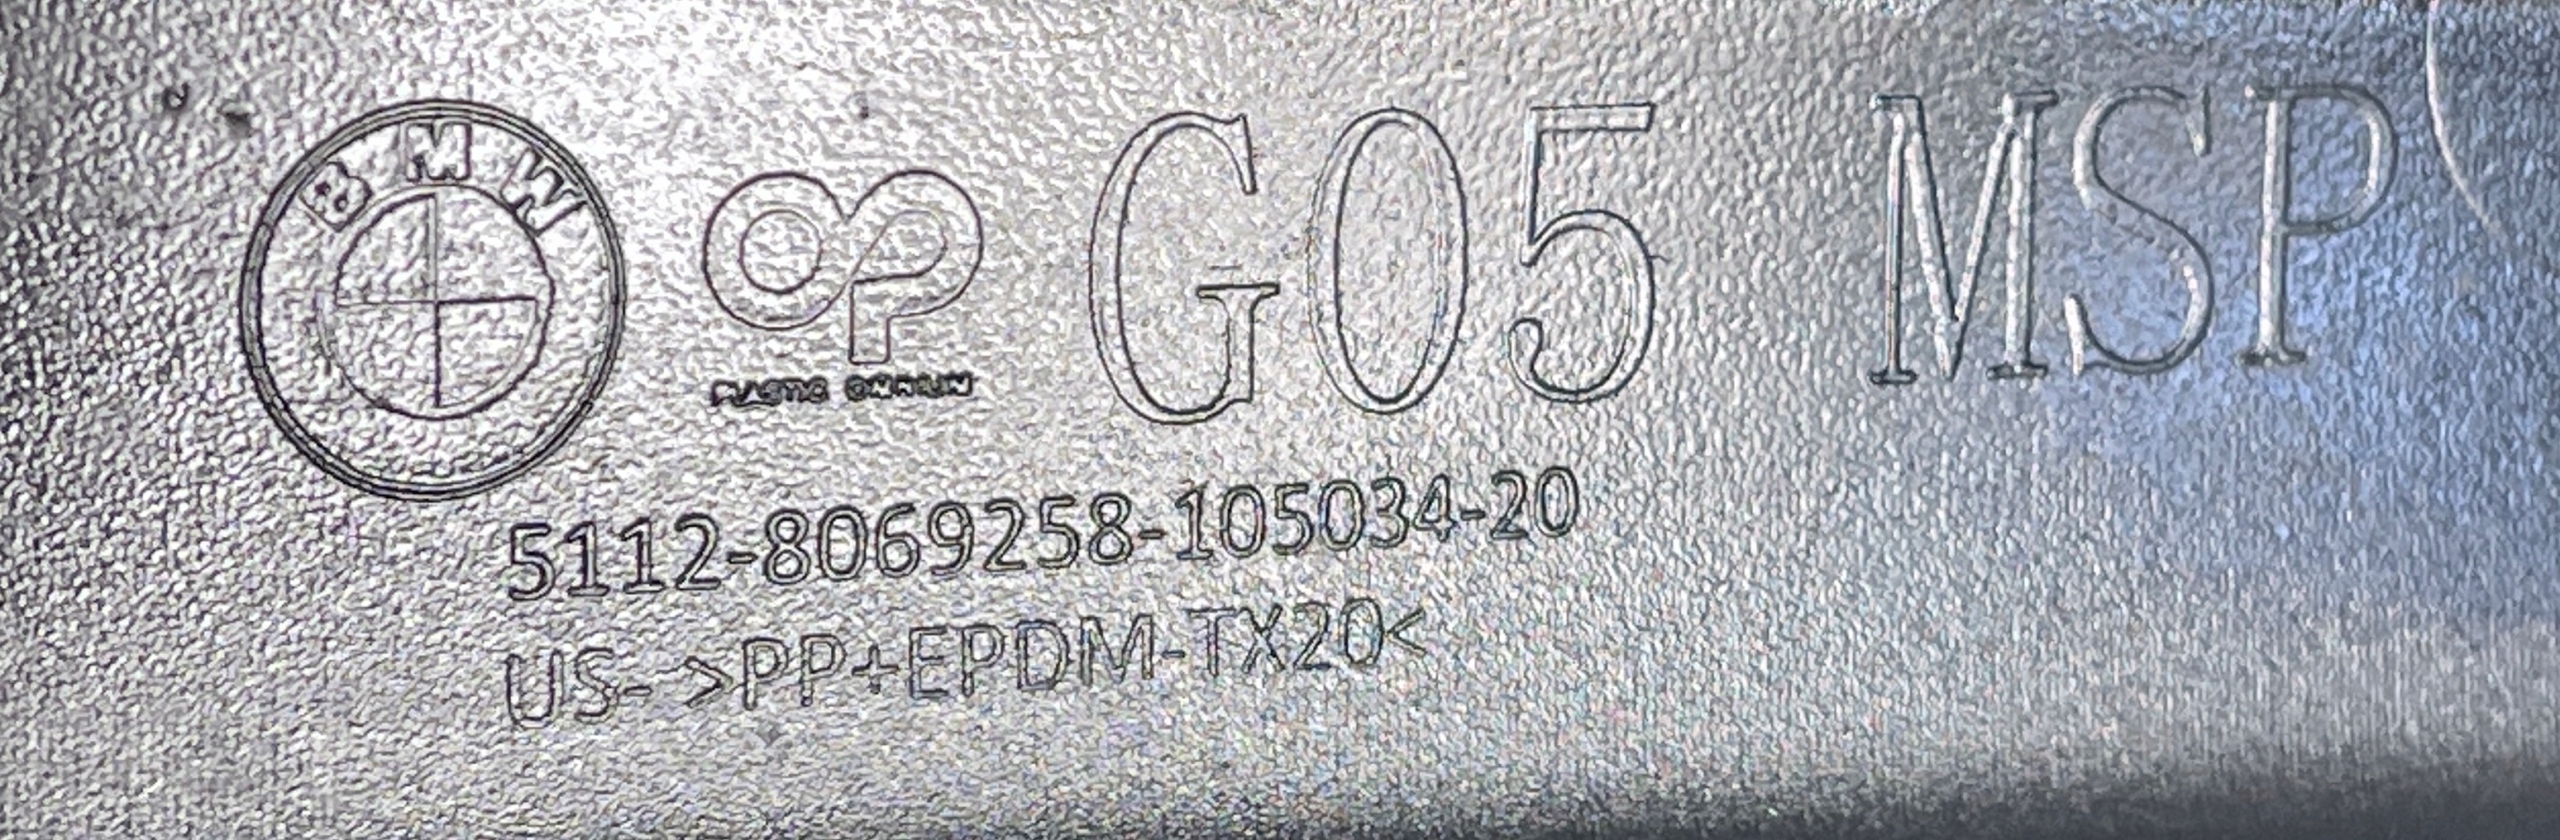 BMW
PLASTIC OMNIUM
G05 MSP
5112-8069258-105034-20
US- >PP+EPDM-TX20<